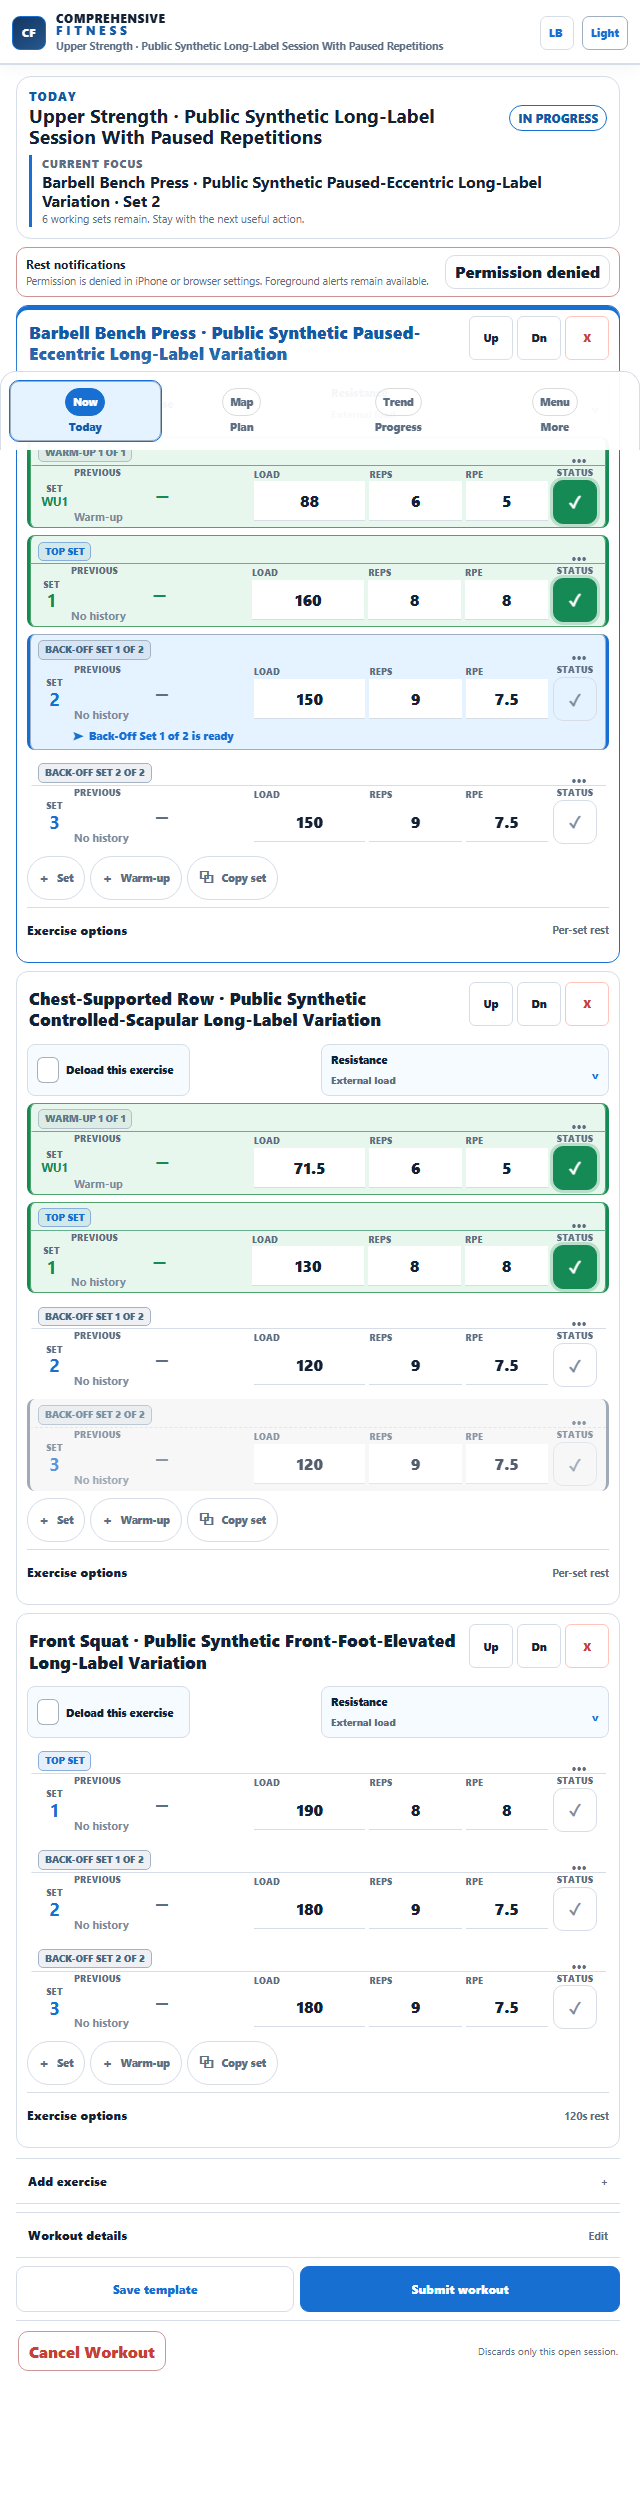 CF
COMPREHENSIVE
FITNESS
Upper Strength · Public Synthetic Long-Label Session With Paused Repetitions
LB
Light
TODAY
Upper Strength · Public Synthetic Long-Label
Session With Paused Repetitions
IN PROGRESS
CURRENT FOCUS
Barbell Bench Press · Public Synthetic Paused-Eccentric Long-Label
Variation · Set 2
6 working sets remain. Stay with the next useful action.
Rest notifications
Permission is denied in iPhone or browser settings. Foreground alerts remain available.
Permission denied
Barbell Bench Press · Public Synthetic Paused-
Eccentric Long-Label Variation
Up
Dn
X
Now
Today
Map
Plan
Trend
Progress
Menu
More
WARM-UP 1 OF 1
•••
SET
WU1
PREVIOUS
—
Warm-up
LOAD
88
REPS
6
RPE
5
STATUS
✓
TOP SET
•••
SET
1
PREVIOUS
—
No history
LOAD
160
REPS
8
RPE
8
STATUS
✓
BACK-OFF SET 1 OF 2
•••
SET
2
PREVIOUS
—
No history
LOAD
150
REPS
9
RPE
7.5
STATUS
✓
➤ Back-Off Set 1 of 2 is ready
BACK-OFF SET 2 OF 2
•••
SET
3
PREVIOUS
—
No history
LOAD
150
REPS
9
RPE
7.5
STATUS
✓
+ Set
+ Warm-up
Copy set
Exercise options
Per-set rest
Chest-Supported Row · Public Synthetic
Controlled-Scapular Long-Label Variation
Up
Dn
X
Deload this exercise
Resistance
External load
v
WARM-UP 1 OF 1
•••
SET
WU1
PREVIOUS
—
Warm-up
LOAD
71.5
REPS
6
RPE
5
STATUS
✓
TOP SET
•••
SET
1
PREVIOUS
—
No history
LOAD
130
REPS
8
RPE
8
STATUS
✓
BACK-OFF SET 1 OF 2
•••
SET
2
PREVIOUS
—
No history
LOAD
120
REPS
9
RPE
7.5
STATUS
✓
BACK-OFF SET 2 OF 2
•••
SET
3
PREVIOUS
—
No history
LOAD
120
REPS
9
RPE
7.5
STATUS
✓
+ Set
+ Warm-up
Copy set
Exercise options
Per-set rest
Front Squat · Public Synthetic Front-Foot-Elevated
Long-Label Variation
Up
Dn
X
Deload this exercise
Resistance
External load
v
TOP SET
•••
SET
1
PREVIOUS
—
No history
LOAD
190
REPS
8
RPE
8
STATUS
✓
BACK-OFF SET 1 OF 2
•••
SET
2
PREVIOUS
—
No history
LOAD
180
REPS
9
RPE
7.5
STATUS
✓
BACK-OFF SET 2 OF 2
•••
SET
3
PREVIOUS
—
No history
LOAD
180
REPS
9
RPE
7.5
STATUS
✓
+ Set
+ Warm-up
Copy set
Exercise options
120s rest
Add exercise
+
Workout details
Edit
Save template
Submit workout
Cancel Workout
Discards only this open session.